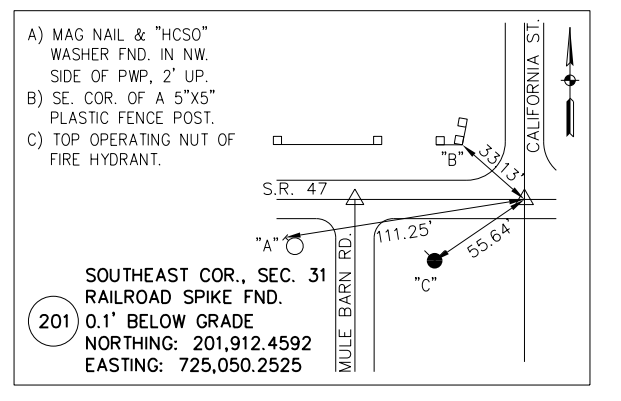 A) MAG NAIL & "HCSO"
WASHER FND. IN NW.
SIDE OF PWP, 2' UP.
B) SE. COR. OF A 5"X5"
PLASTIC FENCE POST.
C) TOP OPERATING NUT OF
FIRE HYDRANT.
CALIFORNIA ST.
"B"
33.13'
S.R. 47
"A"
111.25'
55.64'
"C"
MULE BARN RD.
SOUTHEAST COR., SEC. 31
RAILROAD SPIKE FND.
201
0.1' BELOW GRADE
NORTHING: 201,912.4592
EASTING: 725,050.2525